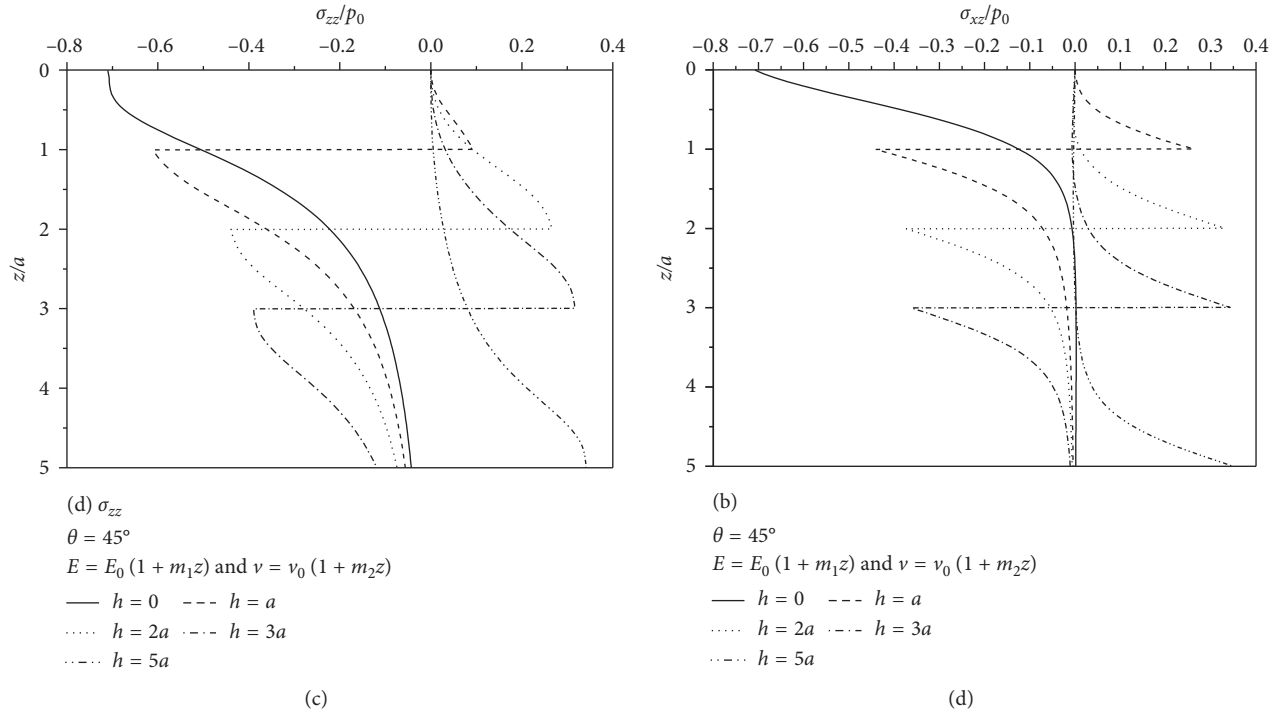 σzz/p0
−0.8 −0.6 −0.4 −0.2 0.0 0.2 0.4
0
1
2
3
4
5
z/a
(d) σzz
θ = 45°
E = E0 (1 + m1z) and ν = ν0 (1 + m2z)
h = 0 h = a
h = 2a h = 3a
h = 5a
(c)
σxz/p0
−0.8 −0.7 −0.6 −0.5 −0.4 −0.3 −0.2 −0.1 0.0 0.1 0.2 0.3 0.4
0
1
2
3
4
5
z/a
(b)
θ = 45°
E = E0 (1 + m1z) and ν = ν0 (1 + m2z)
h = 0 h = a
h = 2a h = 3a
h = 5a
(d)